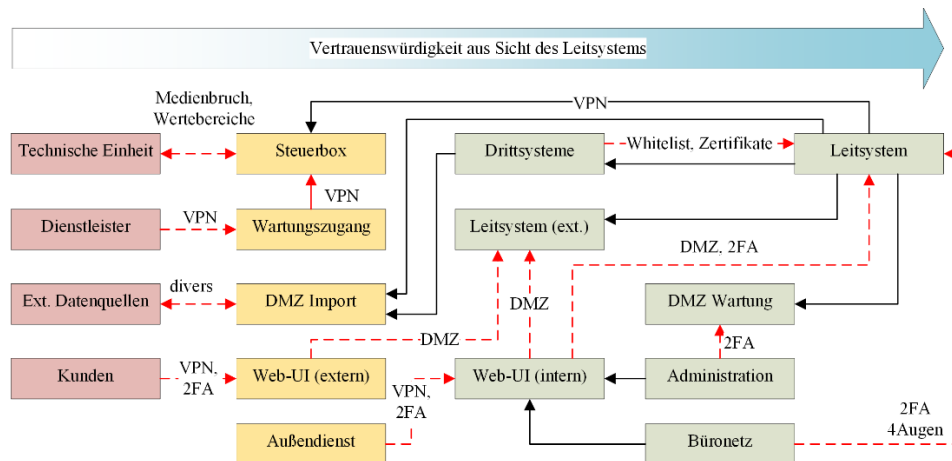 Vertrauenswürdigkeit aus Sicht des Leitsystems
Medienbruch,
Wertebereiche
VPN
Technische Einheit
Steuerbox
Drittsysteme
Whitelist, Zertifikate
Leitsystem
VPN
Dienstleister
VPN
Wartungszugang
Leitsystem (ext.)
DMZ, 2FA
Ext. Datenquellen
divers
DMZ Import
DMZ
DMZ Wartung
DMZ
2FA
Kunden
VPN,
2FA
Web-UI (extern)
VPN,
2FA
Web-UI (intern)
Administration
Außendienst
Büronetz
2FA
4Augen